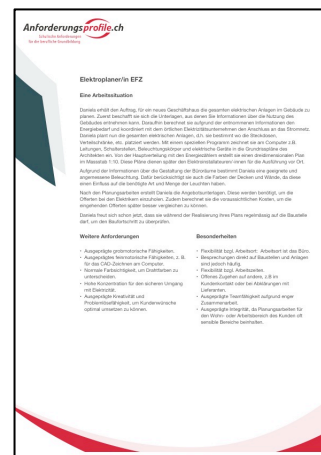 Anforderungsprofile.ch
Schulische Anforderungen
für die berufliche Grundbildung
Elektroplaner/in EFZ
Eine Arbeitssituation
Daniela erhält den Auftrag, für ein neues Geschäftshaus die gesamten elektrischen Anlagen im Gebäude zu
planen. Zuerst beschafft sie sich die Unterlagen, aus denen sie Informationen über die Nutzung des
Gebäudes entnehmen kann. Daraufhin berechnet sie aufgrund der entnommenen Informationen den
Energiebedarf und koordiniert mit dem örtlichen Elektrizitätsunternehmen den Anschluss an das Stromnetz.
Daniela plant nun die gesamten elektrischen Anlagen, d.h. sie bestimmt wo die Steckdosen,
Verteilschränke, etc. platziert werden. Mit einem speziellen Programm zeichnet sie am Computer z.B.
Leitungen, Schalterstellen, Beleuchtungskörper und elektrische Geräte in die Grundrisspläne des
Architekten ein. Von der Hauptverteilung mit den Energiezählern erstellt sie einen dreidimensionalen Plan
im Massstab 1:10. Diese Pläne dienen später den Elektroinstallateuren/-innen für die Ausführung vor Ort.
Aufgrund der Informationen über die Gestaltung der Büroräume bestimmt Daniela eine geeignete und
angemessene Beleuchtung. Dafür berücksichtigt sie auch die Farben der Decken und Wände, da diese
einen Einfluss auf die benötigte Art und Menge der Leuchten haben.
Nach den Planungsarbeiten erstellt Daniela die Angebotsunterlagen. Diese werden benötigt, um die
Offerten bei den Elektrikern einzuholen. Zudem berechnet sie die voraussichtlichen Kosten, um die
eingehenden Offerten später besser vergleichen zu können.
Daniela freut sich schon jetzt, dass sie während der Realisierung ihres Plans regelmässig auf die Baustelle
darf, um den Baufortschritt zu überprüfen.
Weitere Anforderungen
- Ausgeprägte grobmotorische Fähigkeiten.
- Ausgeprägtes feinmotorische Fähigkeiten, z. B.
für das CAD-Zeichnen am Computer.
- Normale Farbsichtigkeit, um Drahtfarben zu
unterscheiden.
- Hohe Konzentration für den sicheren Umgang
mit Elektrizität.
- Ausgeprägte Kreativität und
Problemlösefähigkeit, um Kundenwünsche
optimal umsetzen zu können.
Besonderheiten
- Flexibilität bzgl. Arbeitsort: Arbeitsort ist das Büro.
- Besprechungen direkt auf Baustellen und Anlagen
sind jedoch häufig.
- Flexibilität bzgl. Arbeitszeiten.
- Offenes Zugehen auf andere, z.B im
Kundenkontakt oder bei Abklärungen mit
Lieferanten.
- Ausgeprägte Teamfähigkeit aufgrund enger
Zusammenarbeit.
- Ausgeprägte Integrität, da Planungsarbeiten für
den Wohn- oder Arbeitsbereich des Kunden oft
sensible Bereiche beinhalten.